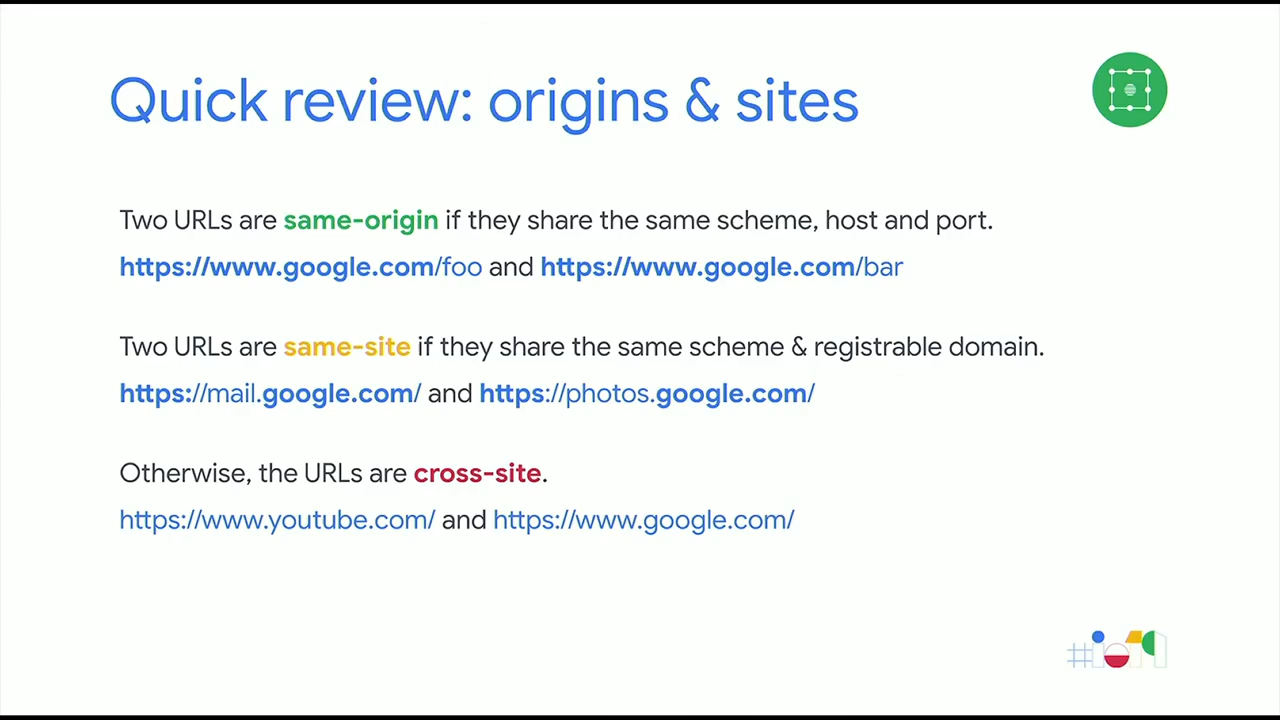 Quick review: origins & sites
Two URLs are same-origin if they share the same scheme, host and port.
https://www.google.com/foo and https://www.google.com/bar
Two URLs are same-site if they share the same scheme & registrable domain.
https://mail.google.com/ and https://photos.google.com/
Otherwise, the URLs are cross-site.
https://www.youtube.com/ and https://www.google.com/
#io19